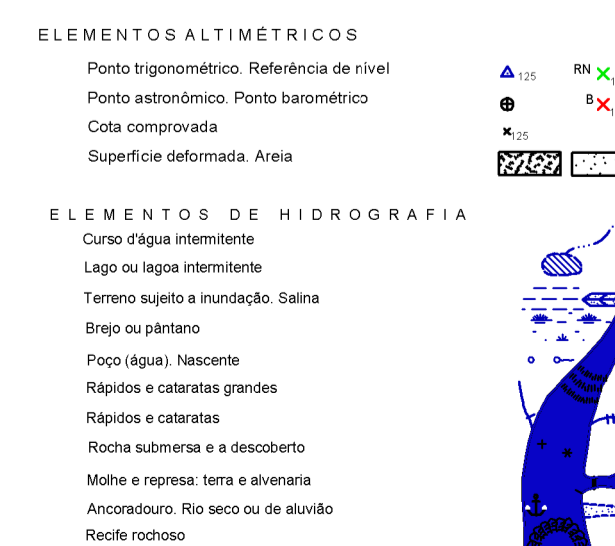 ELEMENTOS ALTIMÉTRICOS
Ponto trigonométrico. Referência de nível 125 RN
Ponto astronômico. Ponto barométrico B
Cota comprovada 125
Superfície deformada. Areia
ELEMENTOS DE HIDROGRAFIA
Curso d'água intermitente
Lago ou lagoa intermitente
Terreno sujeito a inundação. Salina
Brejo ou pântano
Poço (água). Nascente
Rápidos e cataratas grandes
Rápidos e cataratas
Rocha submersa e a descoberto
Molhe e represa: terra e alvenaria
Ancoradouro. Rio seco ou de aluvião
Recife rochoso